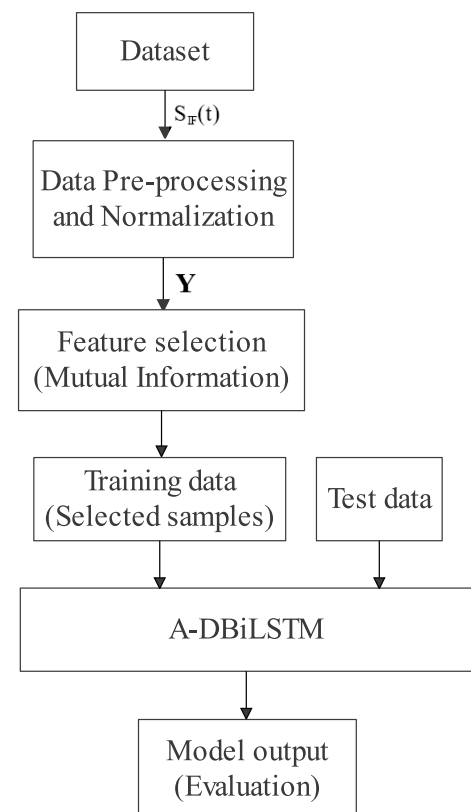 Dataset
S_IF(t)
Data Pre-processing
and Normalization
Y
Feature selection
(Mutual Information)
Training data
(Selected samples)
Test data
A-DBiLSTM
Model output
(Evaluation)